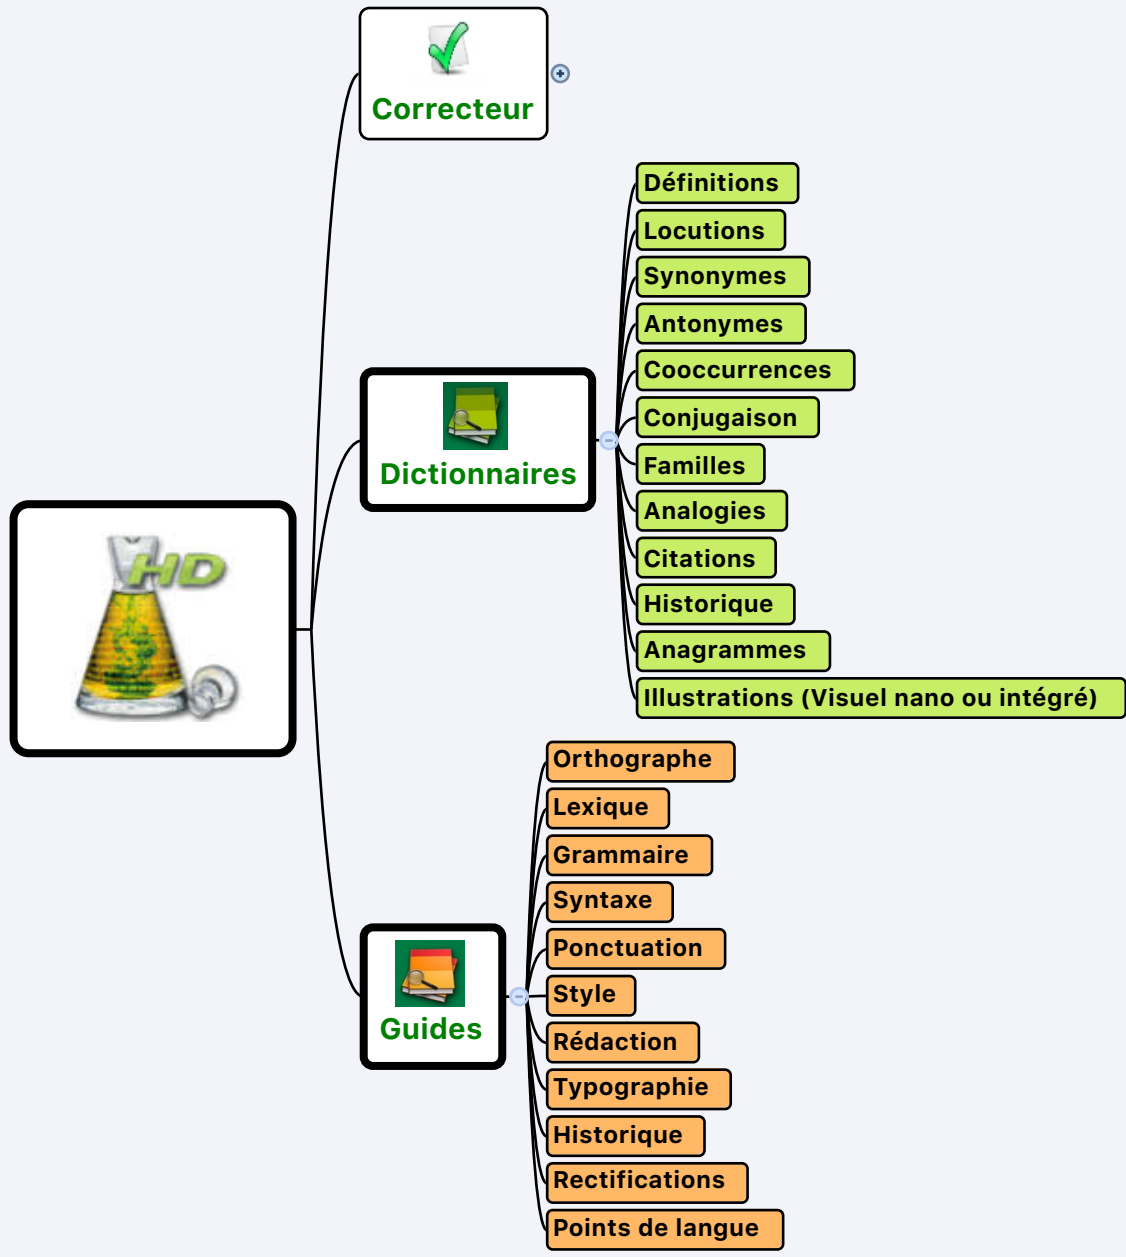 Correcteur
Définitions
Locutions
Synonymes
Antonymes
Cooccurrences
Conjugaison
Familles
Analogies
Citations
Historique
Anagrammes
Illustrations (Visuel nano ou intégré)
Dictionnaires
HD
Orthographe
Lexique
Grammaire
Syntaxe
Ponctuation
Style
Rédaction
Typographie
Historique
Rectifications
Points de langue
Guides